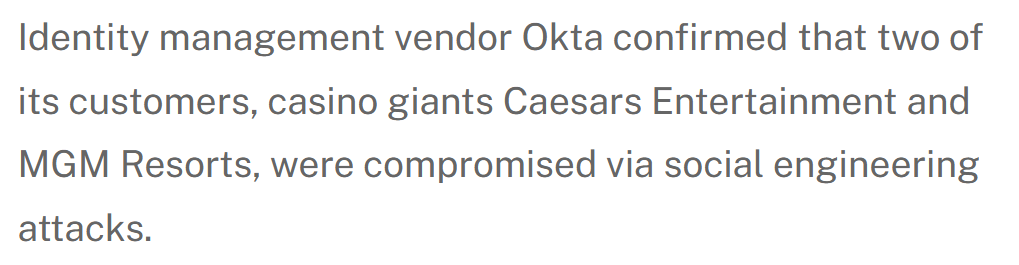 Identity management vendor Okta confirmed that two of
its customers, casino giants Caesars Entertainment and
MGM Resorts, were compromised via social engineering
attacks.